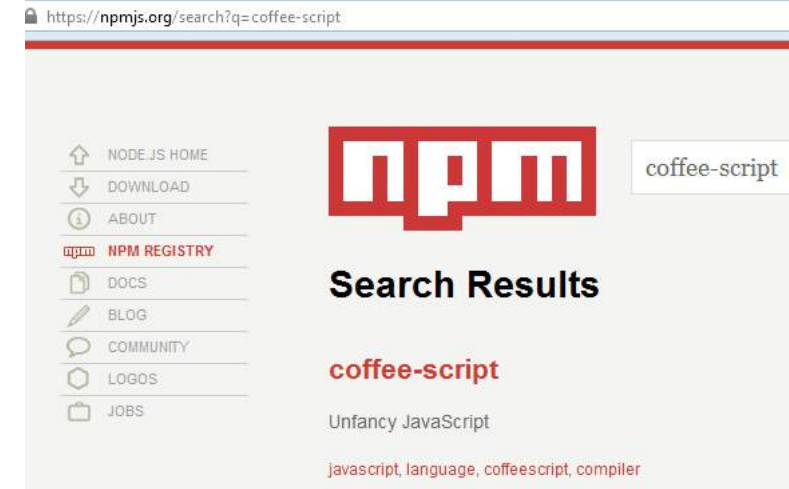 https://npmjs.org/search?q=coffee-script
NODE.JS HOME
DOWNLOAD
ABOUT
npm NPM REGISTRY
DOCS
BLOG
COMMUNITY
LOGOS
JOBS
npm
coffee-script
Search Results
coffee-script
Unfancy JavaScript
javascript, language, coffeescript, compiler